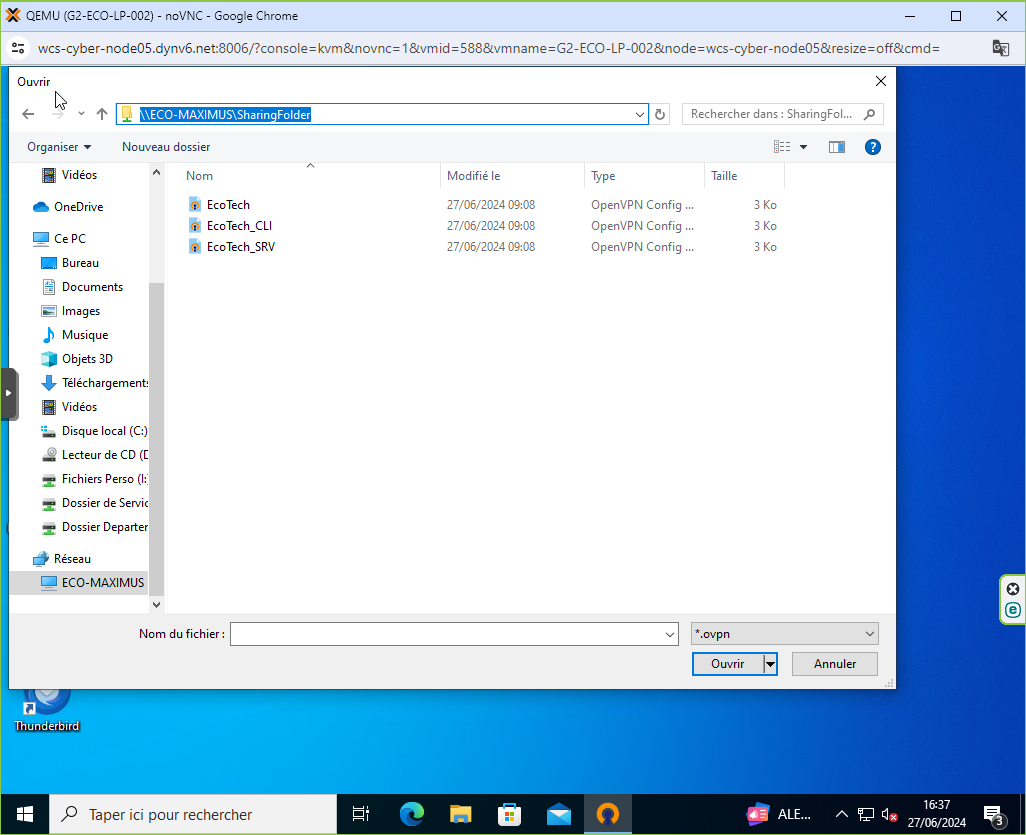 QEMU (G2-ECO-LP-002) - noVNC - Google Chrome
wcs-cyber-node05.dynv6.net:8006/?console=kvm&novnc=1&vmid=588&vmname=G2-ECO-LP-002&node=wcs-cyber-node05&resize=off&cmd=
Ouvrir
\\ECO-MAXIMUS\SharingFolder
Rechercher dans : SharingFol...
Organiser
Nouveau dossier
?
Vidéos
OneDrive
Ce PC
Bureau
Documents
Images
Musique
Objets 3D
Téléchargements
Vidéos
Disque local (C:)
Lecteur de CD (D
Fichiers Perso (I:
Dossier de Servic
Dossier Departer
Réseau
ECO-MAXIMUS
Nom Modifié le Type Taille
EcoTech 27/06/2024 09:08 OpenVPN Config ... 3 Ko
EcoTech_CLI 27/06/2024 09:08 OpenVPN Config ... 3 Ko
EcoTech_SRV 27/06/2024 09:08 OpenVPN Config ... 3 Ko
Nom du fichier :
*.ovpn
Ouvrir
Annuler
Thunderbird
Taper ici pour rechercher
ALE...
16:37
27/06/2024
3